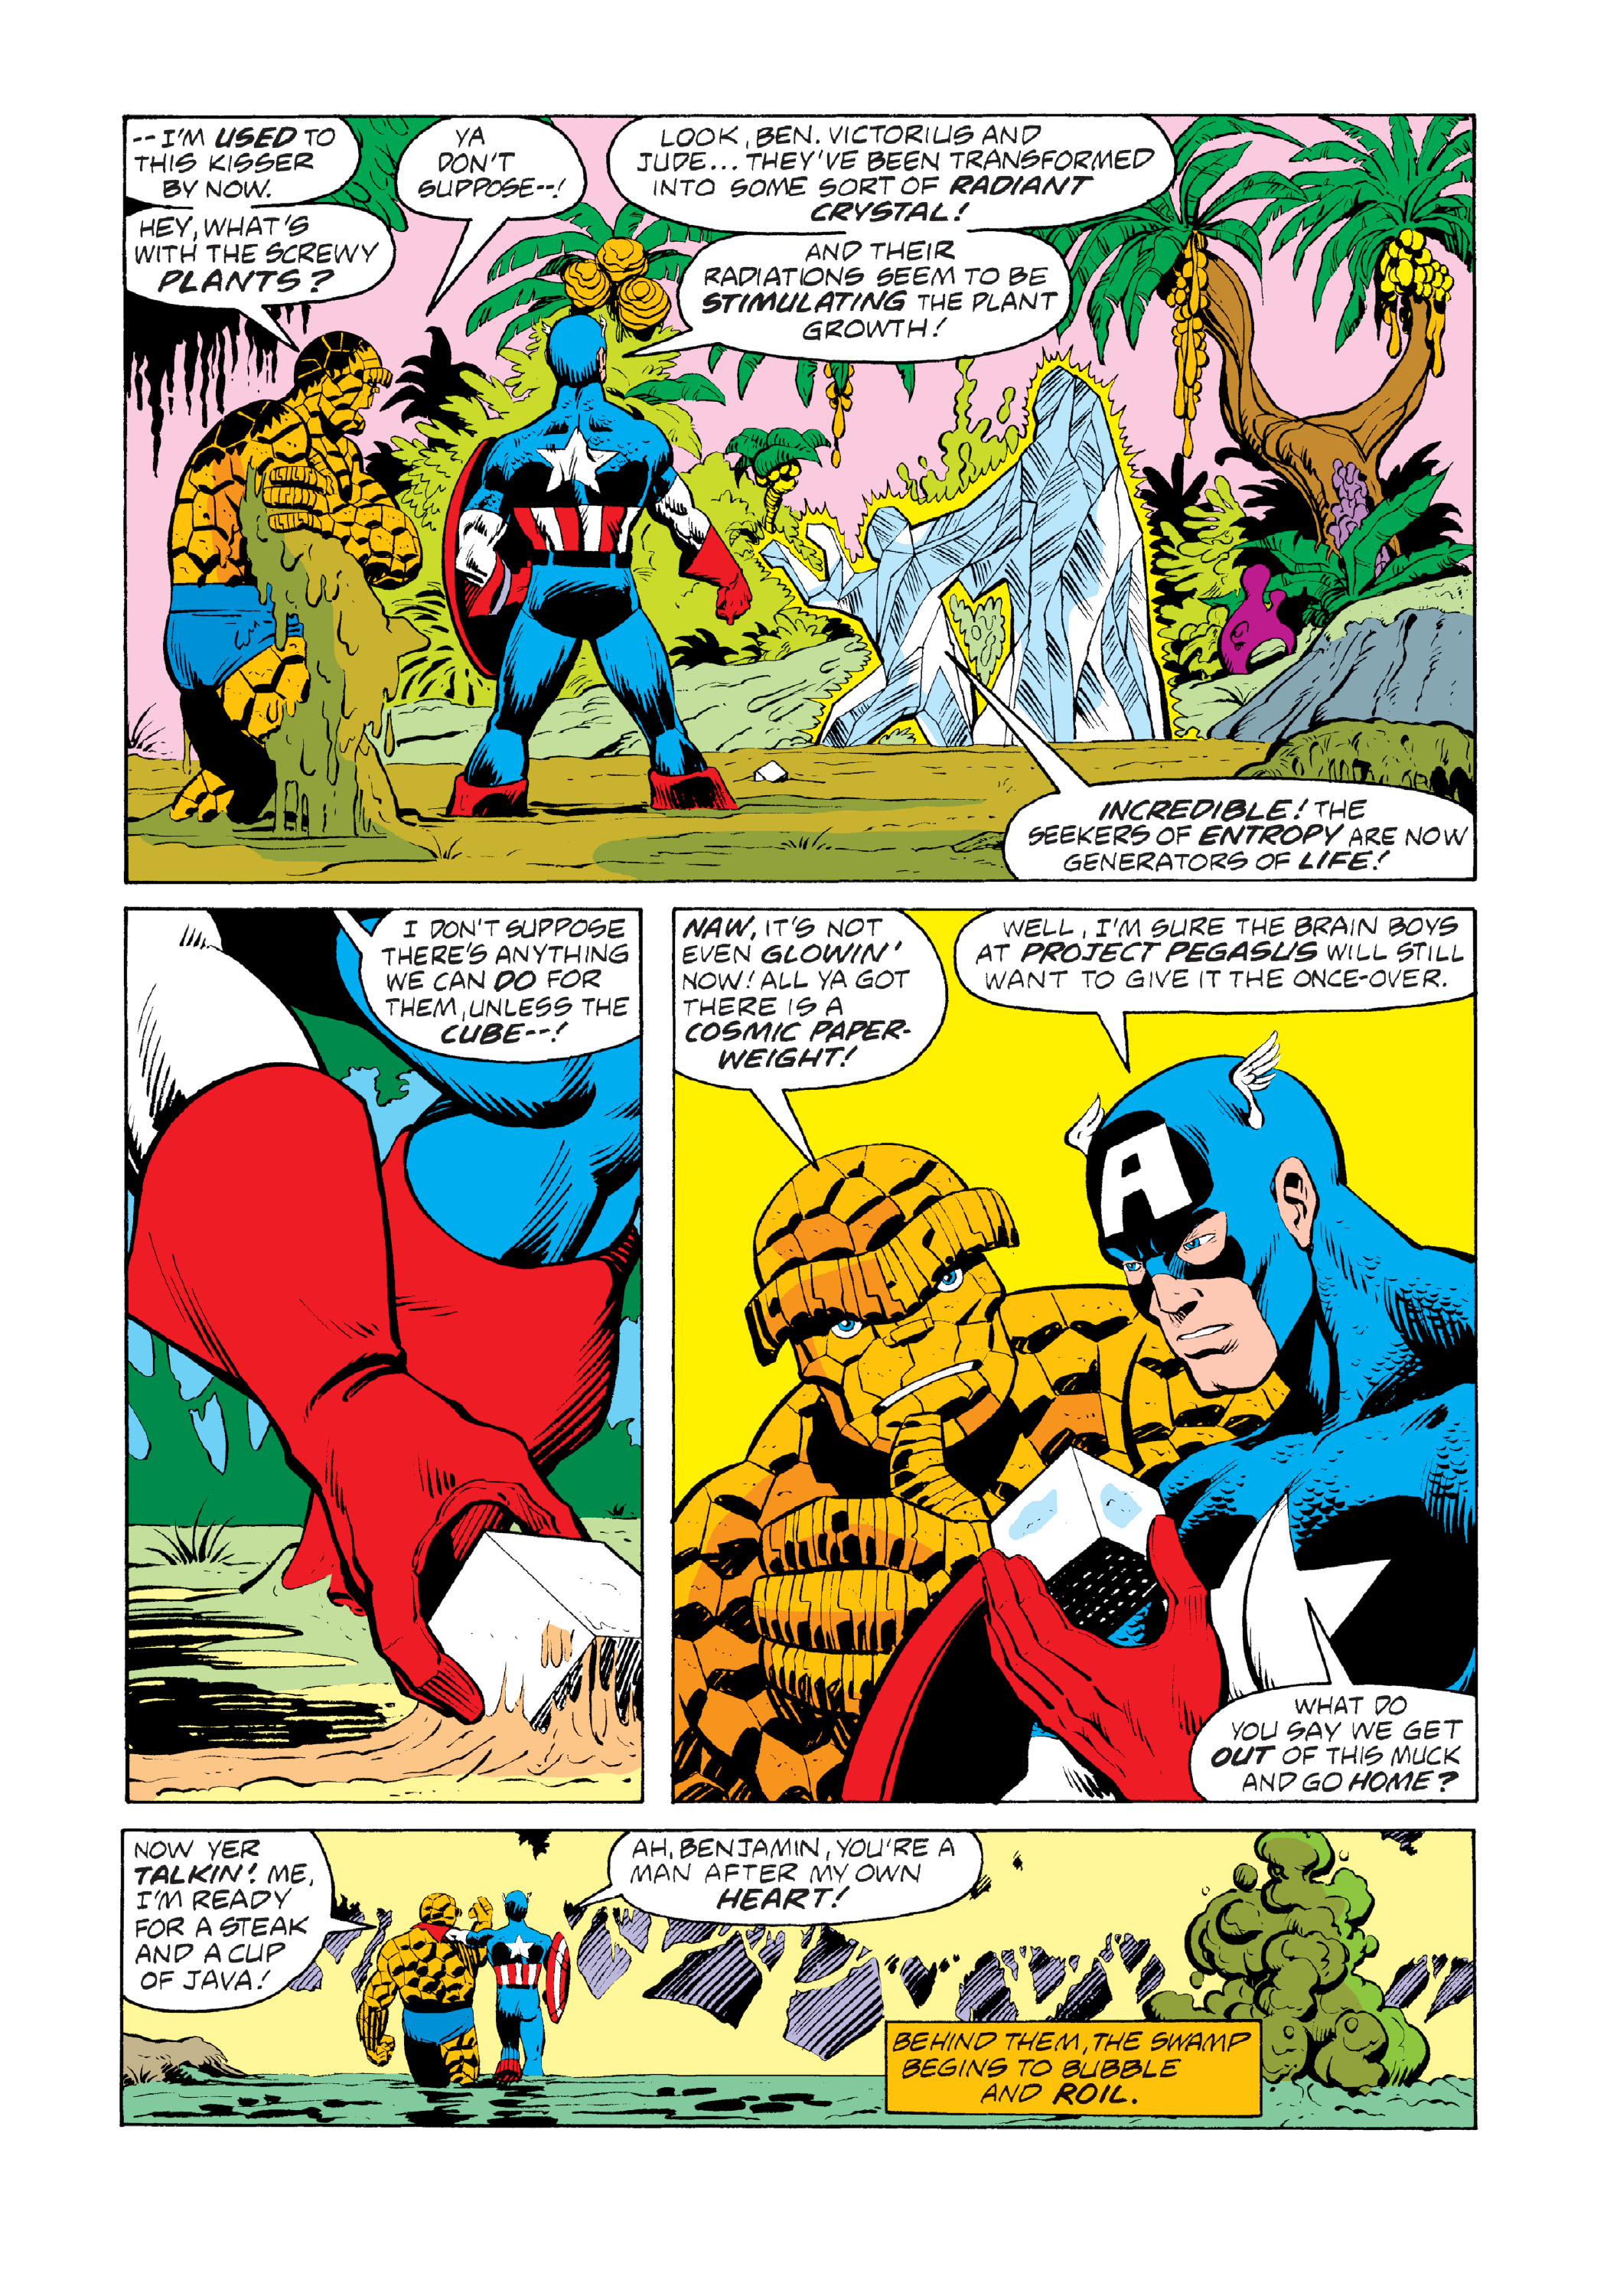 --I'M USED TO
THIS KISSER
BY NOW.
HEY, WHAT'S
WITH THE SCREWY
PLANTS?
YA
DON'T
SUPPOSE--!
LOOK, BEN. VICTORIUS AND
JUDE... THEY'VE BEEN TRANSFORMED
INTO SOME SORT OF RADIANT
CRYSTAL!
AND THEIR
RADIATIONS SEEM TO BE
STIMULATING THE PLANT
GROWTH!
INCREDIBLE! THE
SEEKERS OF ENTROPY ARE NOW
GENERATORS OF LIFE!
I DON'T SUPPOSE
THERE'S ANYTHING
WE CAN DO FOR
THEM, UNLESS THE
CUBE--!
NAW, IT'S NOT
EVEN GLOWIN'
NOW! ALL YA GOT
THERE IS A
COSMIC PAPER-
WEIGHT!
WELL, I'M SURE THE BRAIN BOYS
AT PROJECT PEGASUS WILL STILL
WANT TO GIVE IT THE ONCE-OVER.
A
WHAT DO
YOU SAY WE GET
OUT OF THIS MUCK
AND GO HOME?
NOW YER
TALKIN'! ME,
I'M READY
FOR A STEAK
AND A CUP
OF JAVA!
AH, BENJAMIN, YOU'RE A
MAN AFTER MY OWN
HEART!
BEHIND THEM, THE SWAMP
BEGINS TO BUBBLE
AND ROIL.